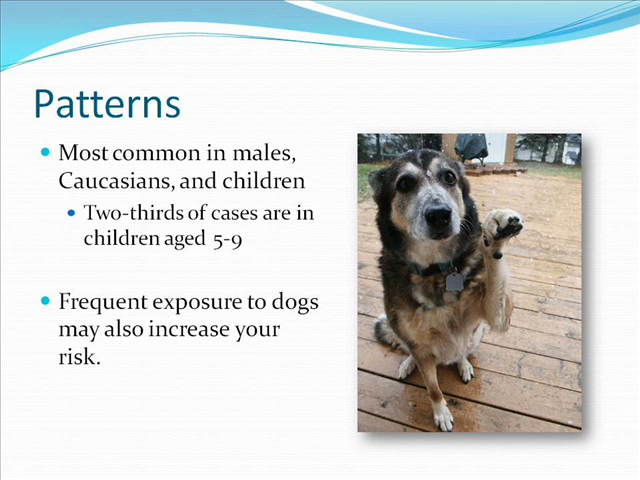 Patterns
Most common in males,
Caucasians, and children
Two-thirds of cases are in
children aged 5-9
Frequent exposure to dogs
may also increase your
risk.